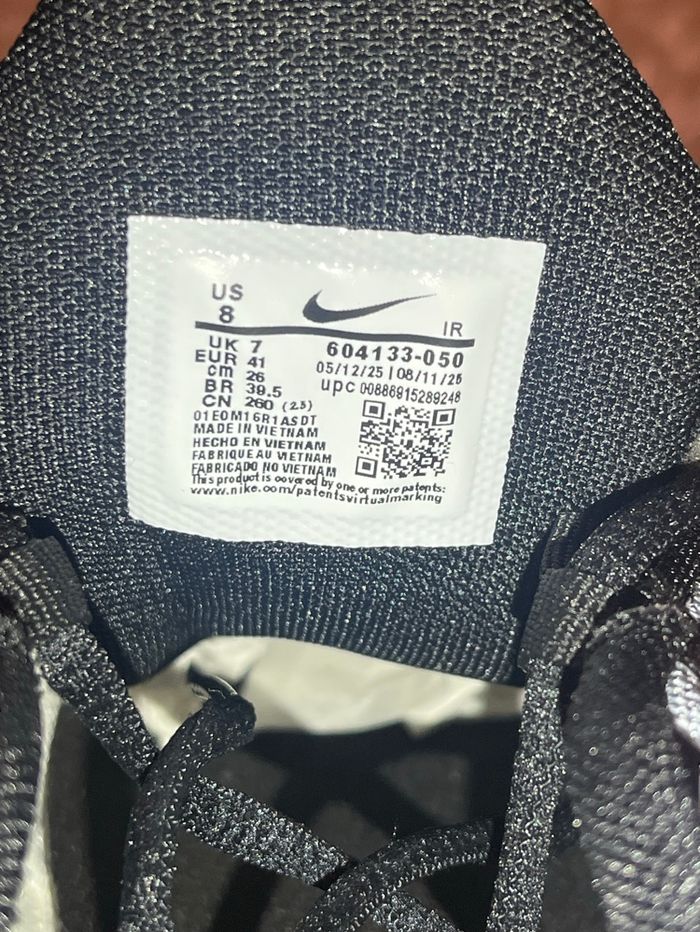 US
8
IR
UK 7
EUR 41
cm 26
BR 39.5
CN 260 (2.5)
604133-050
05/12/25 | 08/11/25
upc 00886915289248
01E0M16R1ASDT
MADE IN VIETNAM
HECHO EN VIETNAM
FABRIQUE AU VIETNAM
FABRICADO NO VIETNAM
This product is covered by one or more patents:
www.nike.com/patentsvirtualmarking